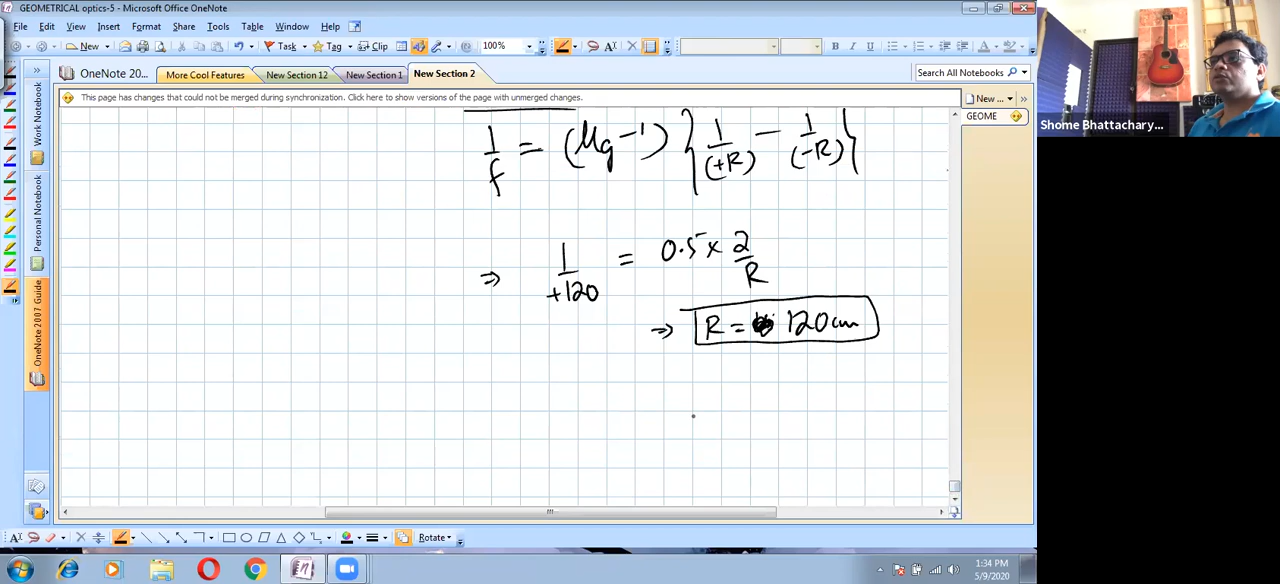 GEOMETRICAL optics-5 - Microsoft Office OneNote
File Edit View Insert Format Share Tools Table Window Help
New Task Tag Clip 100% B I U A
OneNote 20... More Cool Features New Section 12 New Section 1 New Section 2 Search All Notebooks
This page has changes that could not be merged during synchronization. Click here to show versions of the page with unmerged changes.
New ...
GEOME
Work Notebook
Personal Notebook
OneNote 2007 Guide
1/f = (μg-1) {1/(+R) - 1/(-R)}
⇒ 1/+120 = 0.5 x 2/R
⇒ R = 120cm
Shome Bhattachary...
Rotate
1:34 PM
5/9/2020